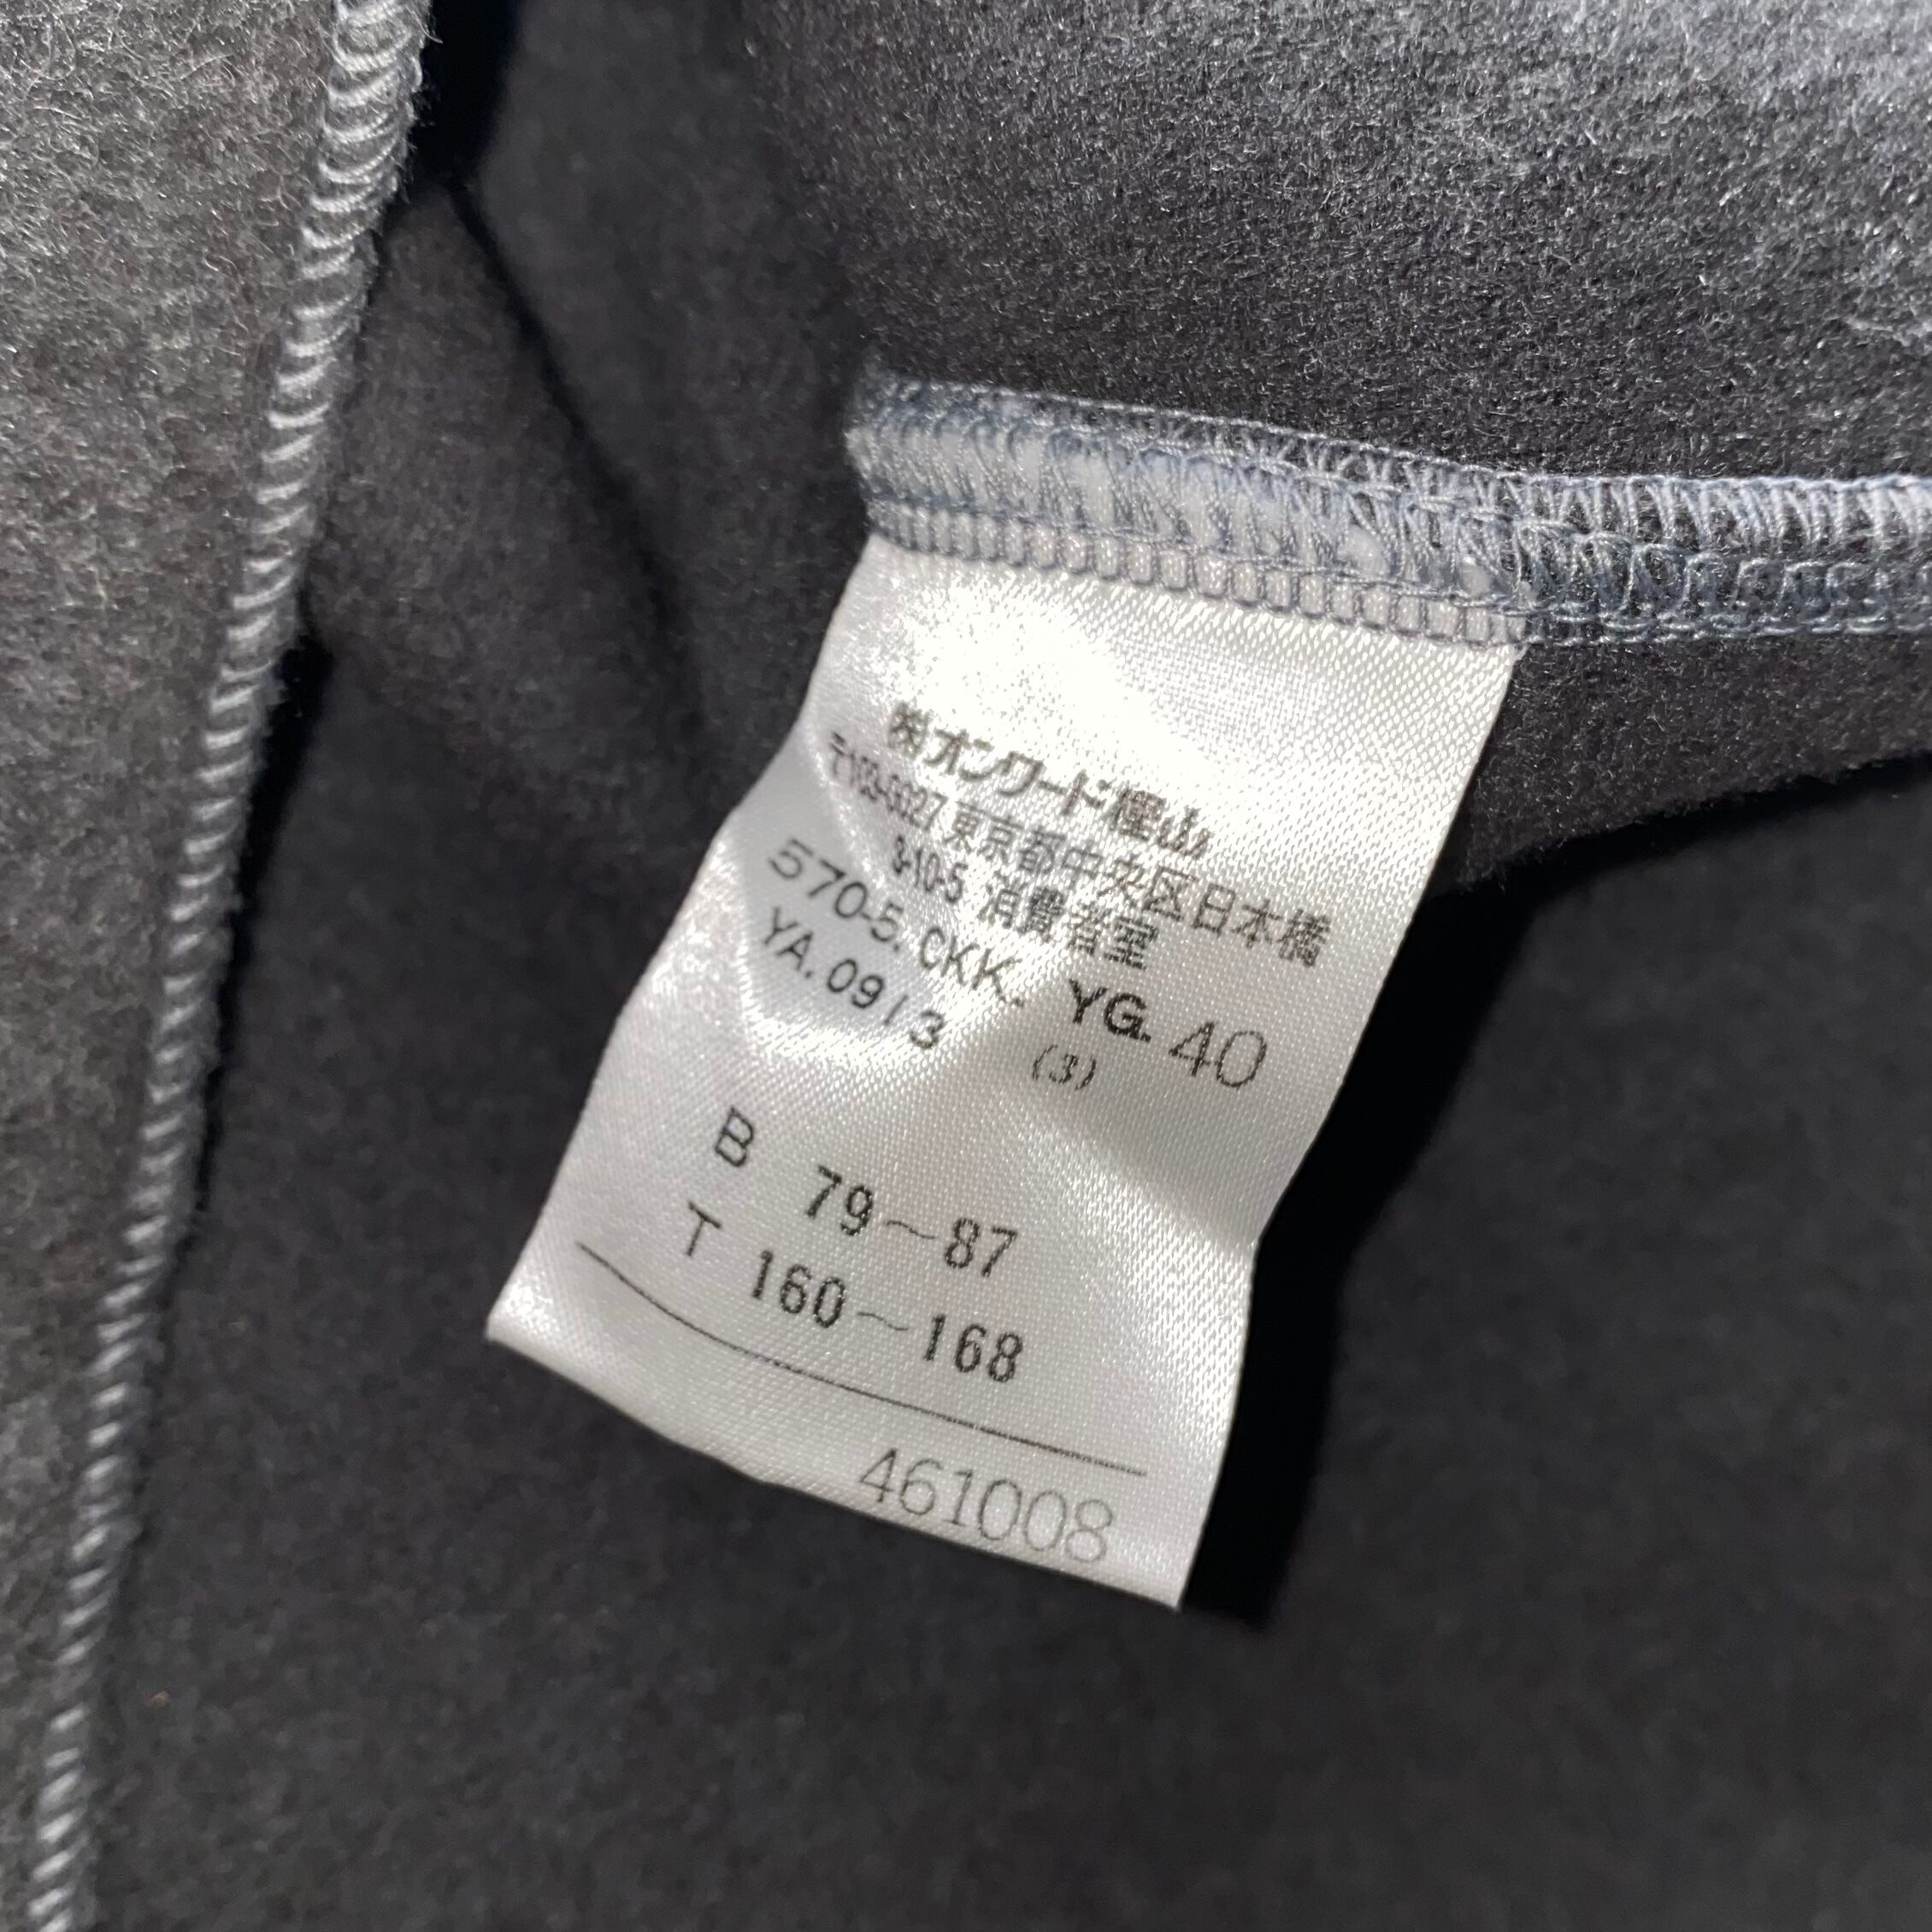 ㈱オンワード樫山
〒103-0027 東京都中央区日本橋
3-10-5 消費者室
570-5. CKK. YG. 40
YA. 0913 (3)
B 79～87
T 160～168
461008